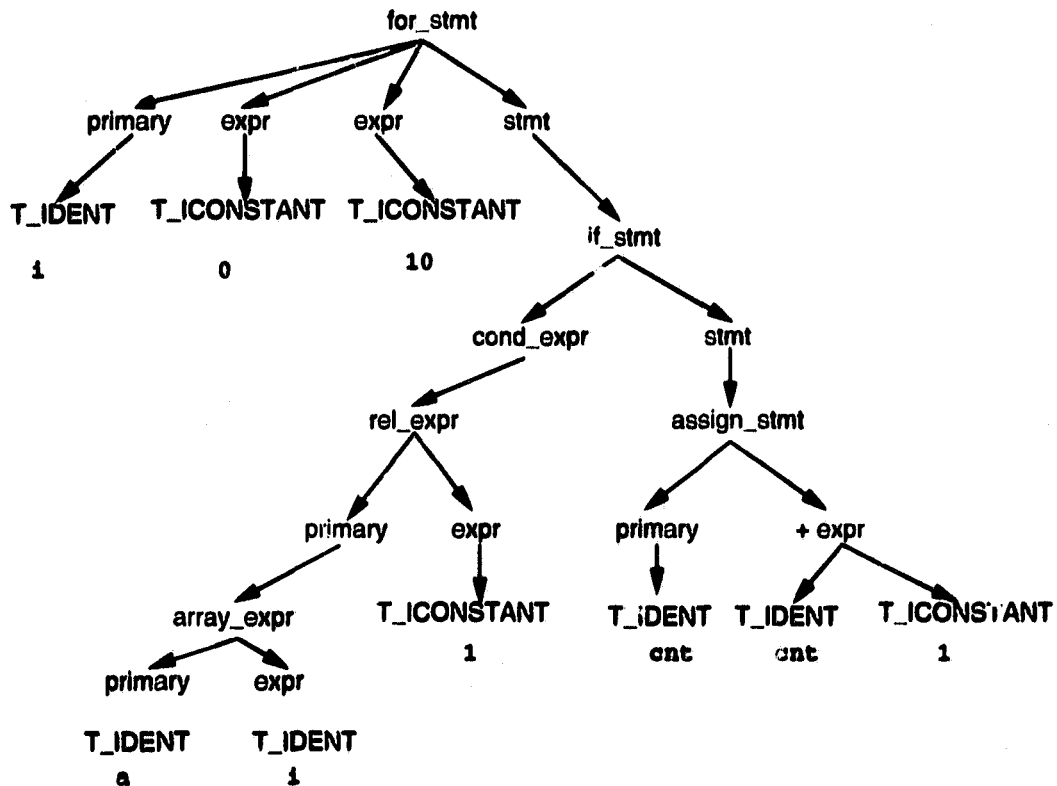 for_stmt
primary expr expr stmt
T_IDENT T_ICONSTANT T_ICONSTANT
i 0 10
if_stmt
cond_expr stmt
rel_expr assign_stmt
primary expr primary + expr
array_expr T_ICONSTANT T_IDENT T_IDENT T_ICONSTANT
1 cnt cnt 1
primary expr
T_IDENT T_IDENT
a i